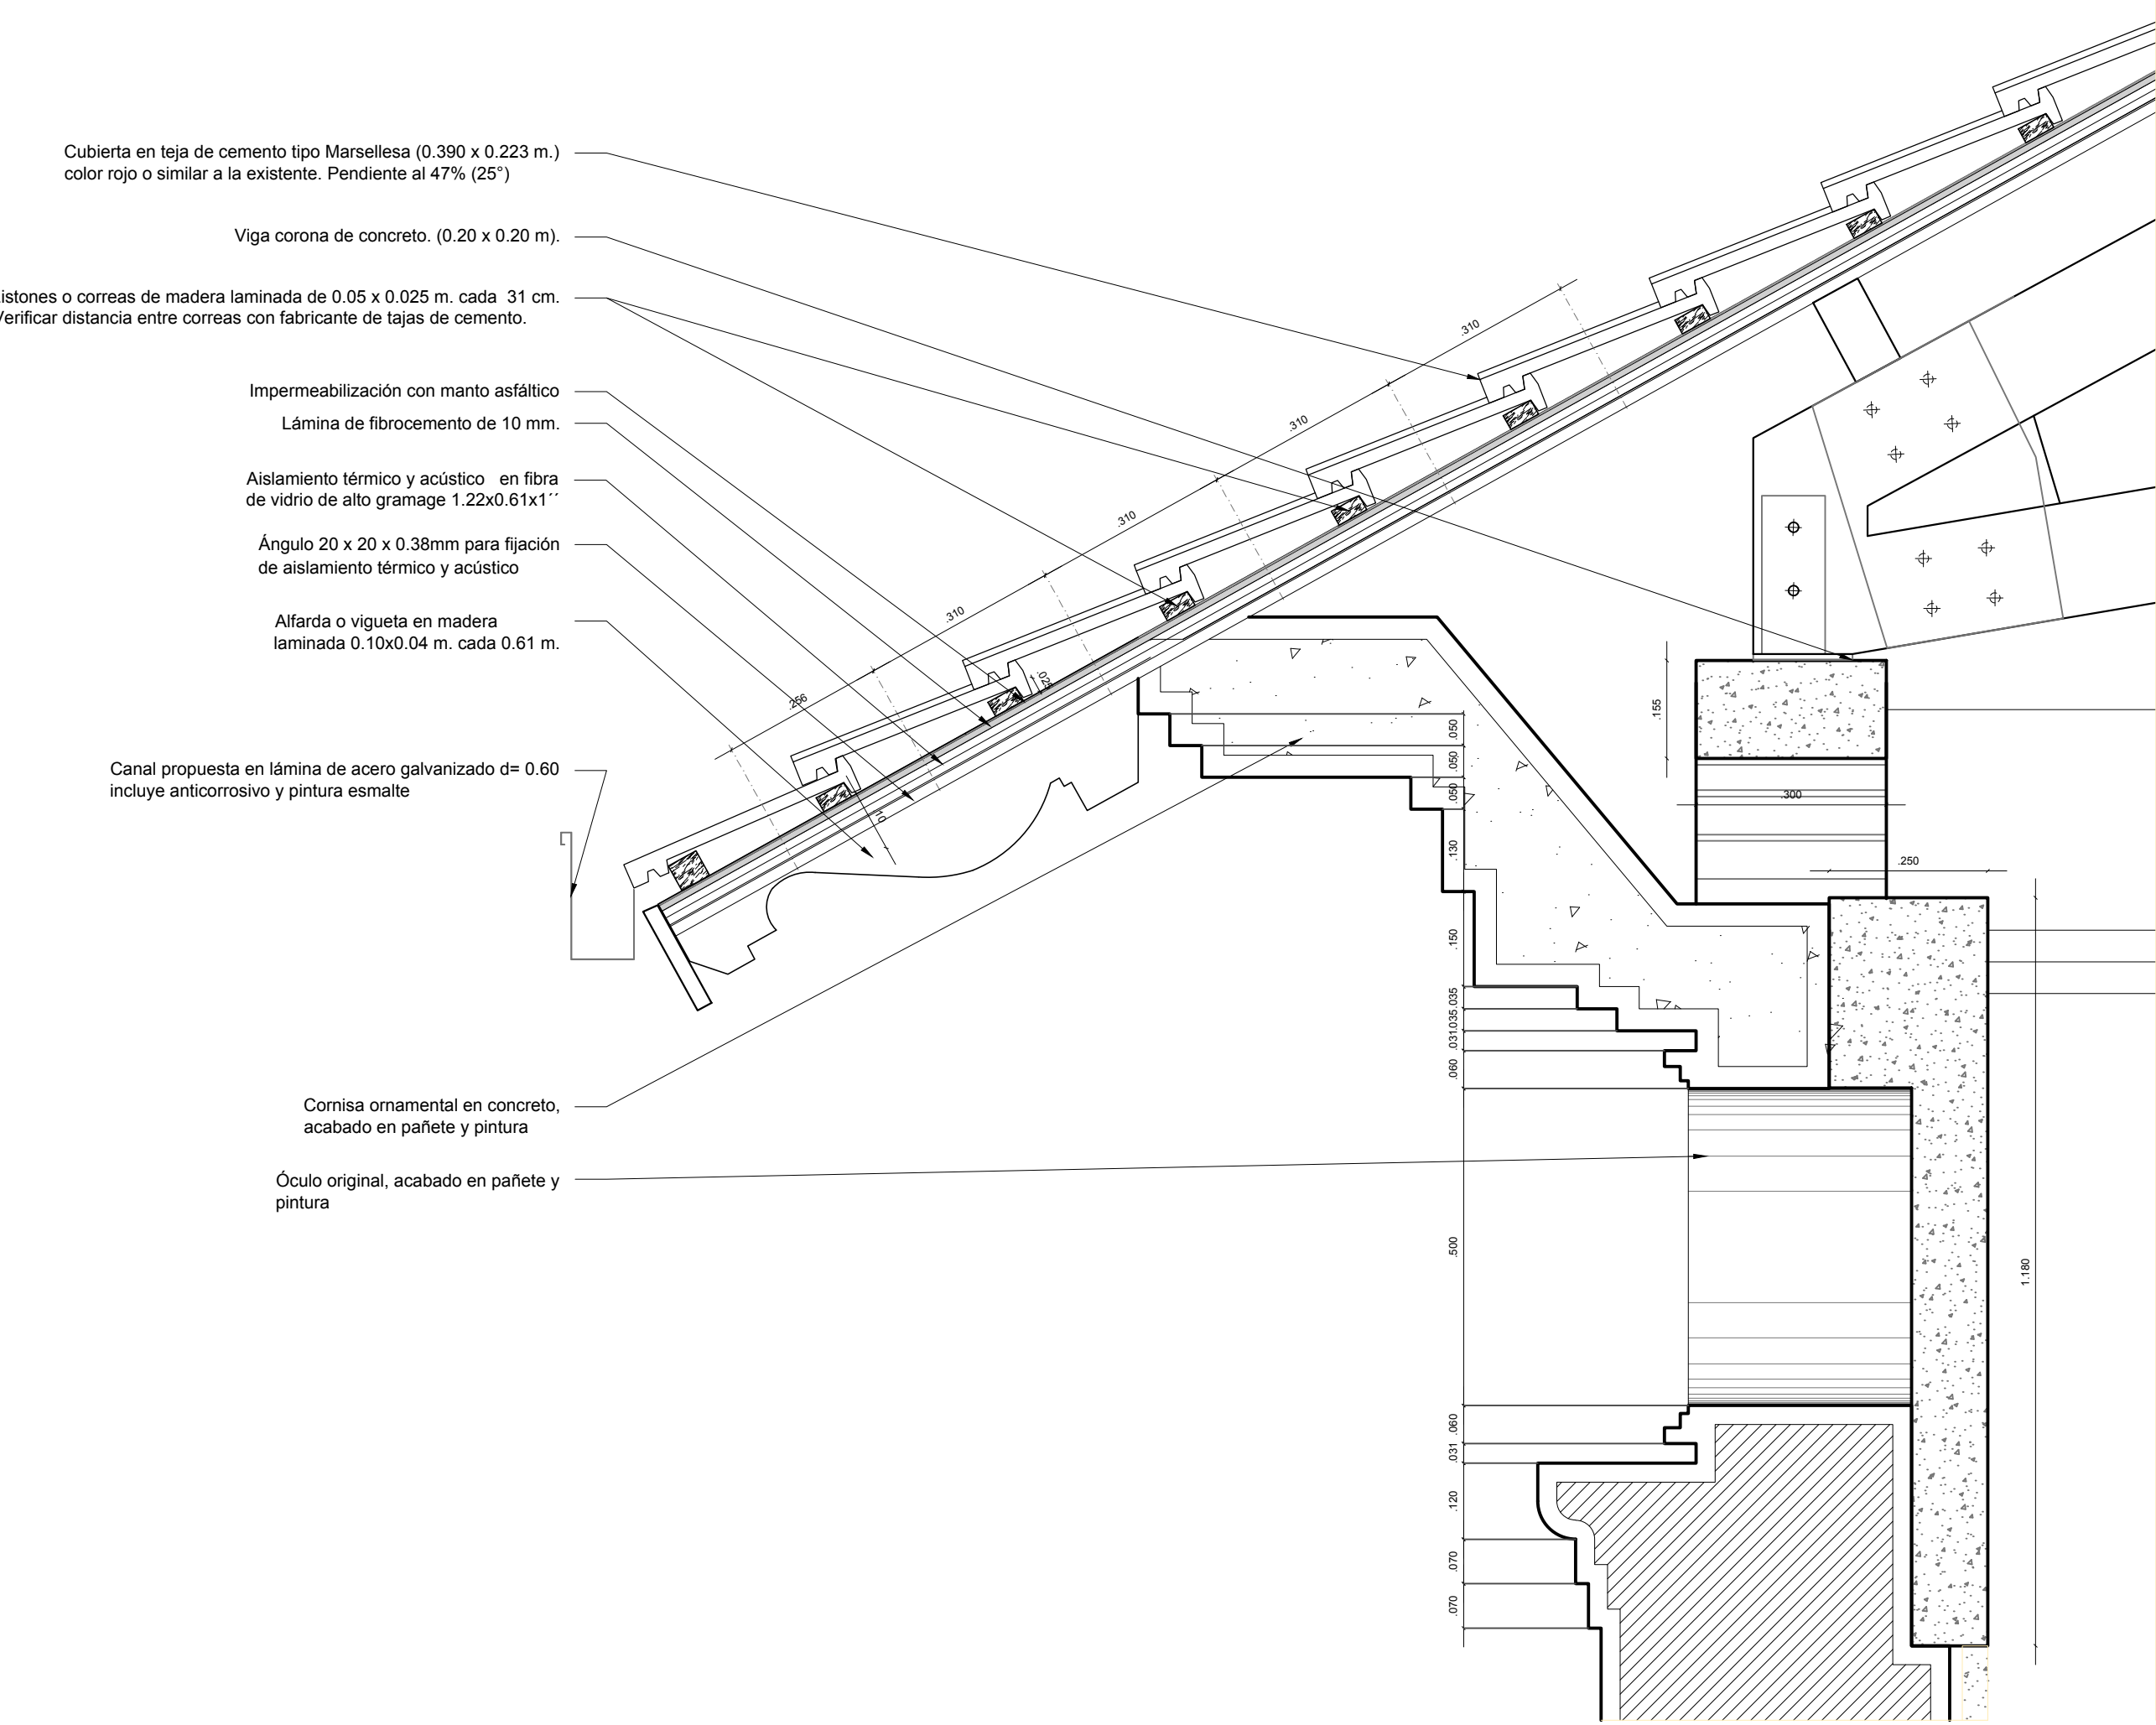 Cubierta en teja de cemento tipo Marsellesa (0.390 x 0.223 m.)
color rojo o similar a la existente. Pendiente al 47% (25°)
Viga corona de concreto. (0.20 x 0.20 m).
istones o correas de madera laminada de 0.05 x 0.025 m. cada 31 cm.
Verificar distancia entre correas con fabricante de tajas de cemento.
Impermeabilización con manto asfáltico
Lámina de fibrocemento de 10 mm.
Aislamiento térmico y acústico en fibra
de vidrio de alto gramage 1.22x0.61x1´´
Ángulo 20 x 20 x 0.38mm para fijación
de aislamiento térmico y acústico
Alfarda o vigueta en madera
laminada 0.10x0.04 m. cada 0.61 m.
Canal propuesta en lámina de acero galvanizado d= 0.60
incluye anticorrosivo y pintura esmalte
Cornisa ornamental en concreto,
acabado en pañete y pintura
Óculo original, acabado en pañete y
pintura
.310
.310
.310
.310
.256
.025
.10
.050
.050
.050
.130
.150
.035
.035
.031
.060
.500
.060
.031
.120
.070
.070
.155
.300
.250
1.180